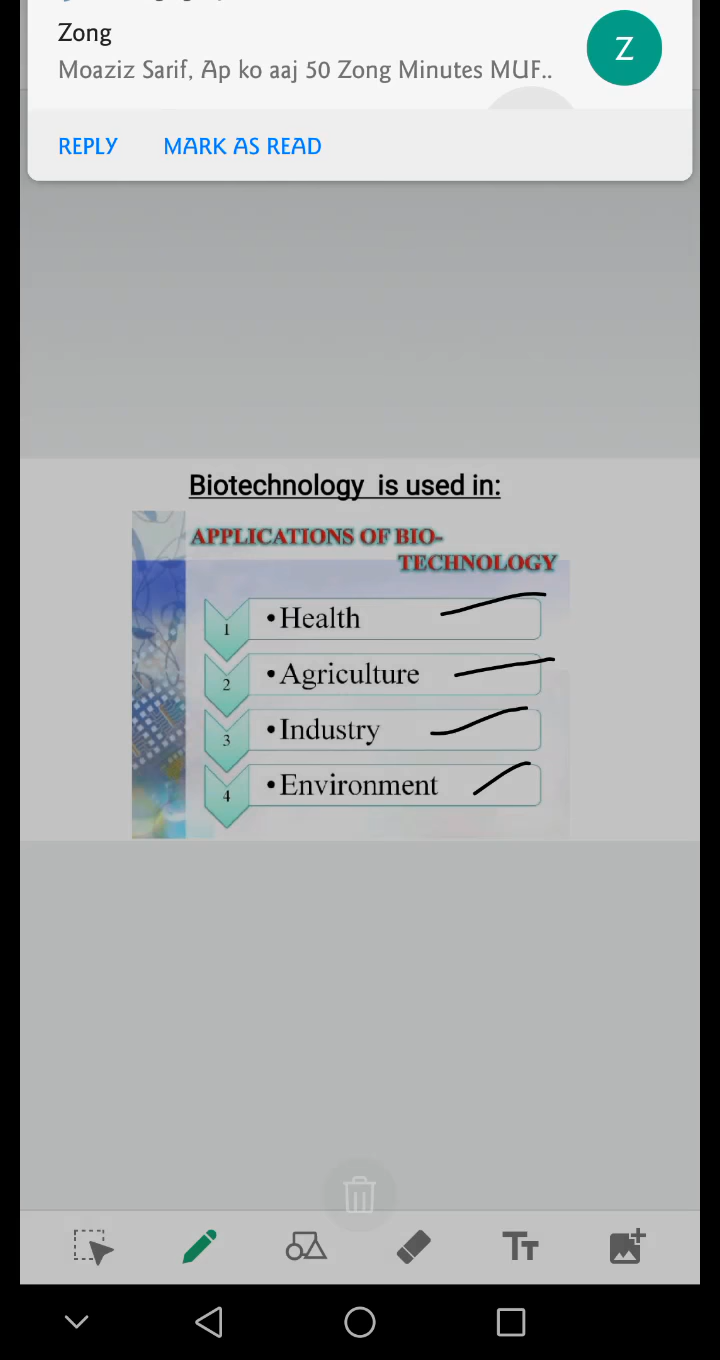 Zong
Z
Moaziz Sarif, Ap ko aaj 50 Zong Minutes MUF..
REPLY MARK AS READ
Biotechnology is used in:
APPLICATIONS OF BIO-
TECHNOLOGY
1 •Health
2 •Agriculture
3 •Industry
4 •Environment
TT